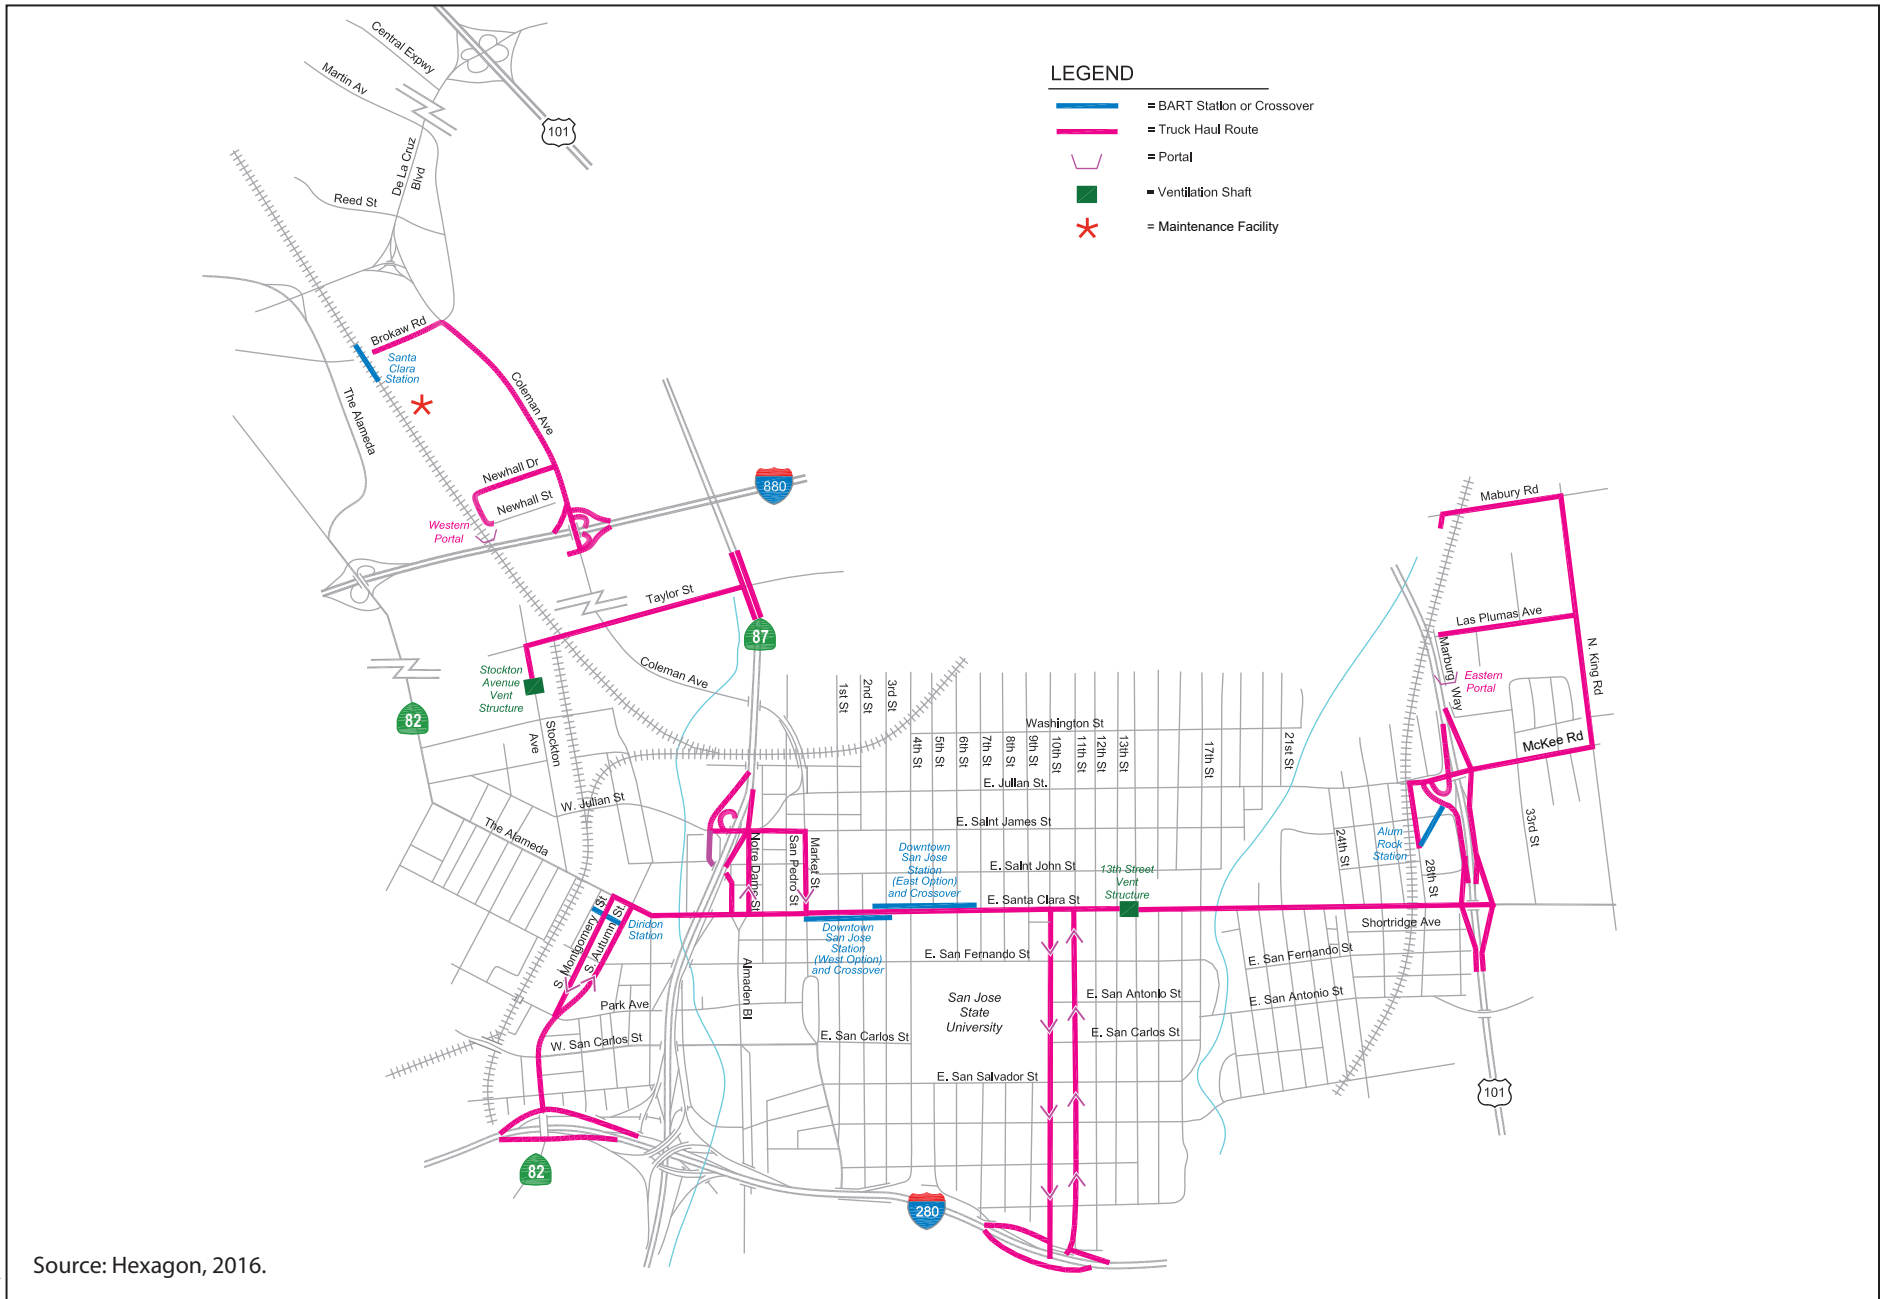 LEGEND
= BART Station or Crossover
= Truck Haul Route
= Portal
= Ventilation Shaft
= Maintenance Facility
Central Expwy
Martin Av
101
De La Cruz
Blvd
Reed St
Brokaw Rd
Santa
Clara
Station
Coleman Ave
The Alameda
Newhall Dr
Newhall St
880
Western
Portal
Mabury Rd
Taylor St
Las Plumas Ave
87
Marburg Way
N. King Rd
Stockton
Avenue
Vent
Structure
Coleman Ave
Eastern
Portal
82
Stockton
Ave
1st St
2nd St
3rd St
Washington St
4th St
5th St
6th St
7th St
8th St
9th St
10th St
11th St
12th St
13th St
17th St
21st St
McKee Rd
E. Julian St.
W. Julian St
The Alameda
E. Saint James St
24th St
Alum
Rock
Station
33rd St
28th St
Notre Dame St
San Pedro St
Market St
Downtown
San Jose
Station
(East Option)
and Crossover
E. Saint John St
13th Street
Vent
Structure
E. Santa Clara St
S. Montgomery St
S. Autumn St
Diridon
Station
Downtown
San Jose
Station
(West Option)
and Crossover
Shortridge Ave
E. San Fernando St
E. San Fernando St
Almaden Bl
Park Ave
San Jose
State
University
E. San Antonio St
E. San Antonio St
W. San Carlos St
E. San Carlos St
E. San Carlos St
E. San Salvador St
101
82
280
Source: Hexagon, 2016.